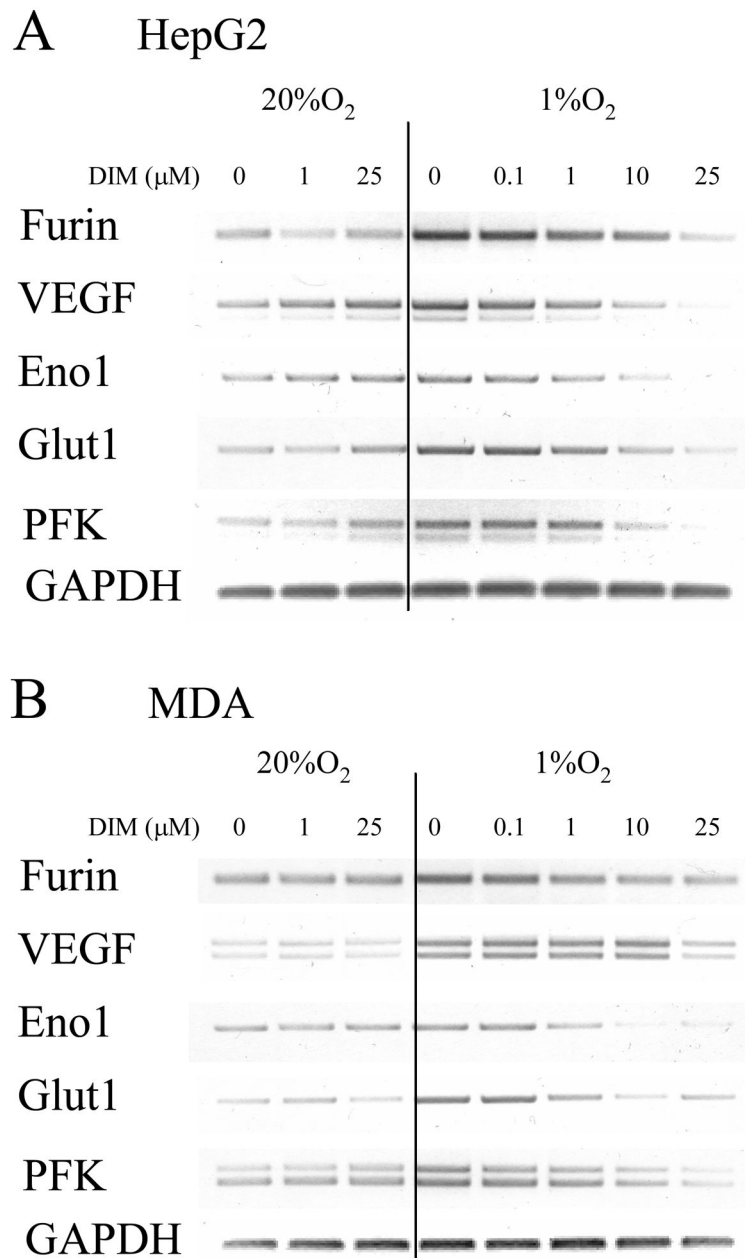 A HepG2
20%O₂ 1%O₂
DIM (μM) 0 1 25 0 0.1 1 10 25
Furin
VEGF
Eno1
Glut1
PFK
GAPDH
B MDA
20%O₂ 1%O₂
DIM (μM) 0 1 25 0 0.1 1 10 25
Furin
VEGF
Eno1
Glut1
PFK
GAPDH